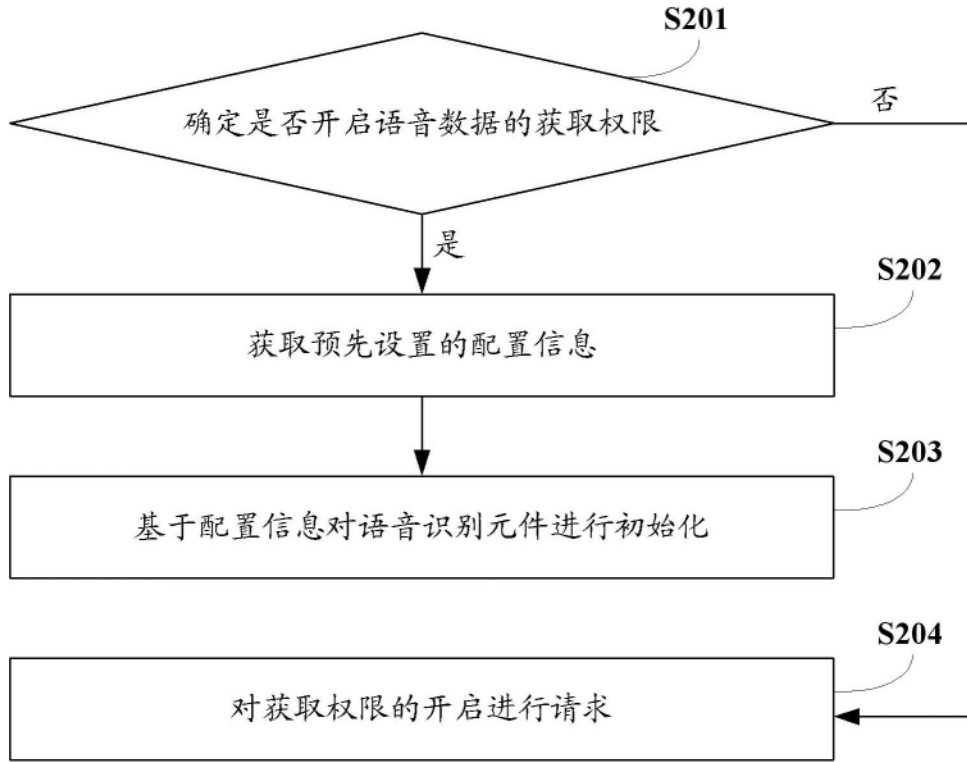 S201
确定是否开启语音数据的获取权限
否
是
S202
获取预先设置的配置信息
S203
基于配置信息对语音识别元件进行初始化
S204
对获取权限的开启进行请求